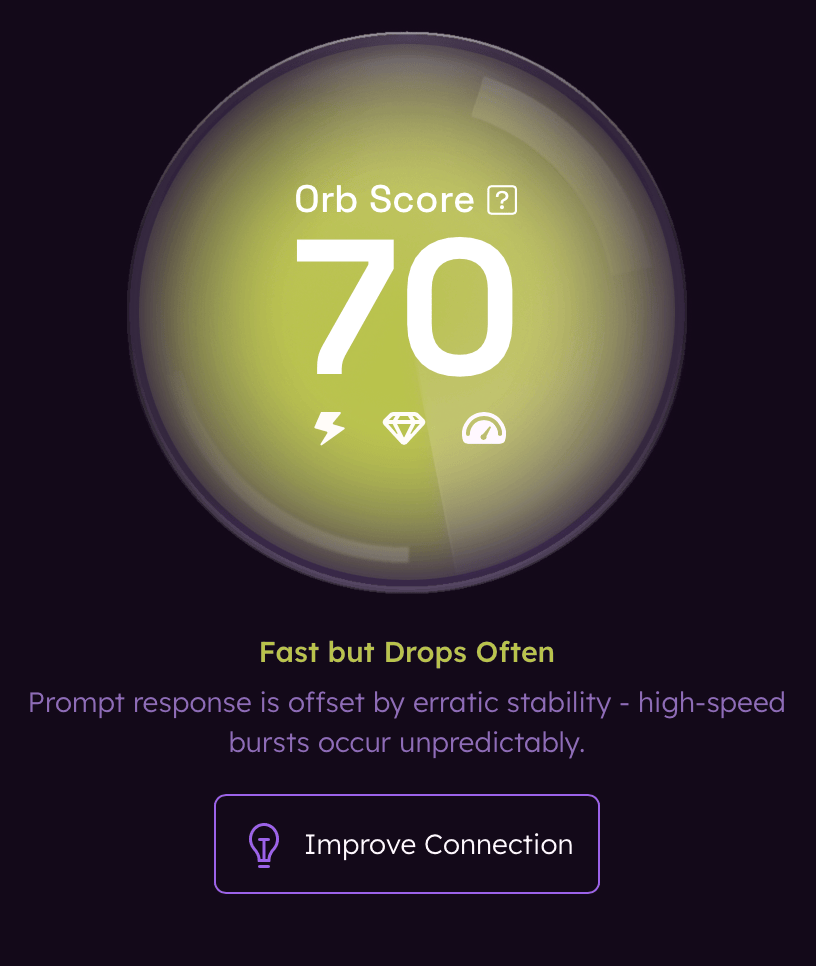 Orb Score ?
70
Fast but Drops Often
Prompt response is offset by erratic stability - high-speed
bursts occur unpredictably.
Improve Connection